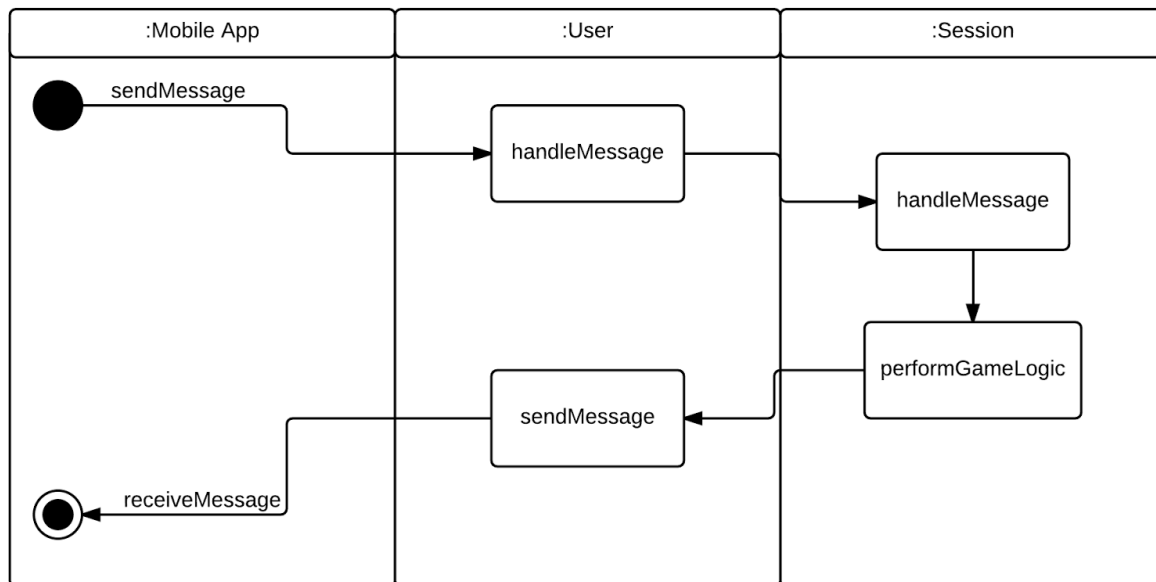 :Mobile App
:User
:Session
sendMessage
handleMessage
handleMessage
performGameLogic
sendMessage
receiveMessage